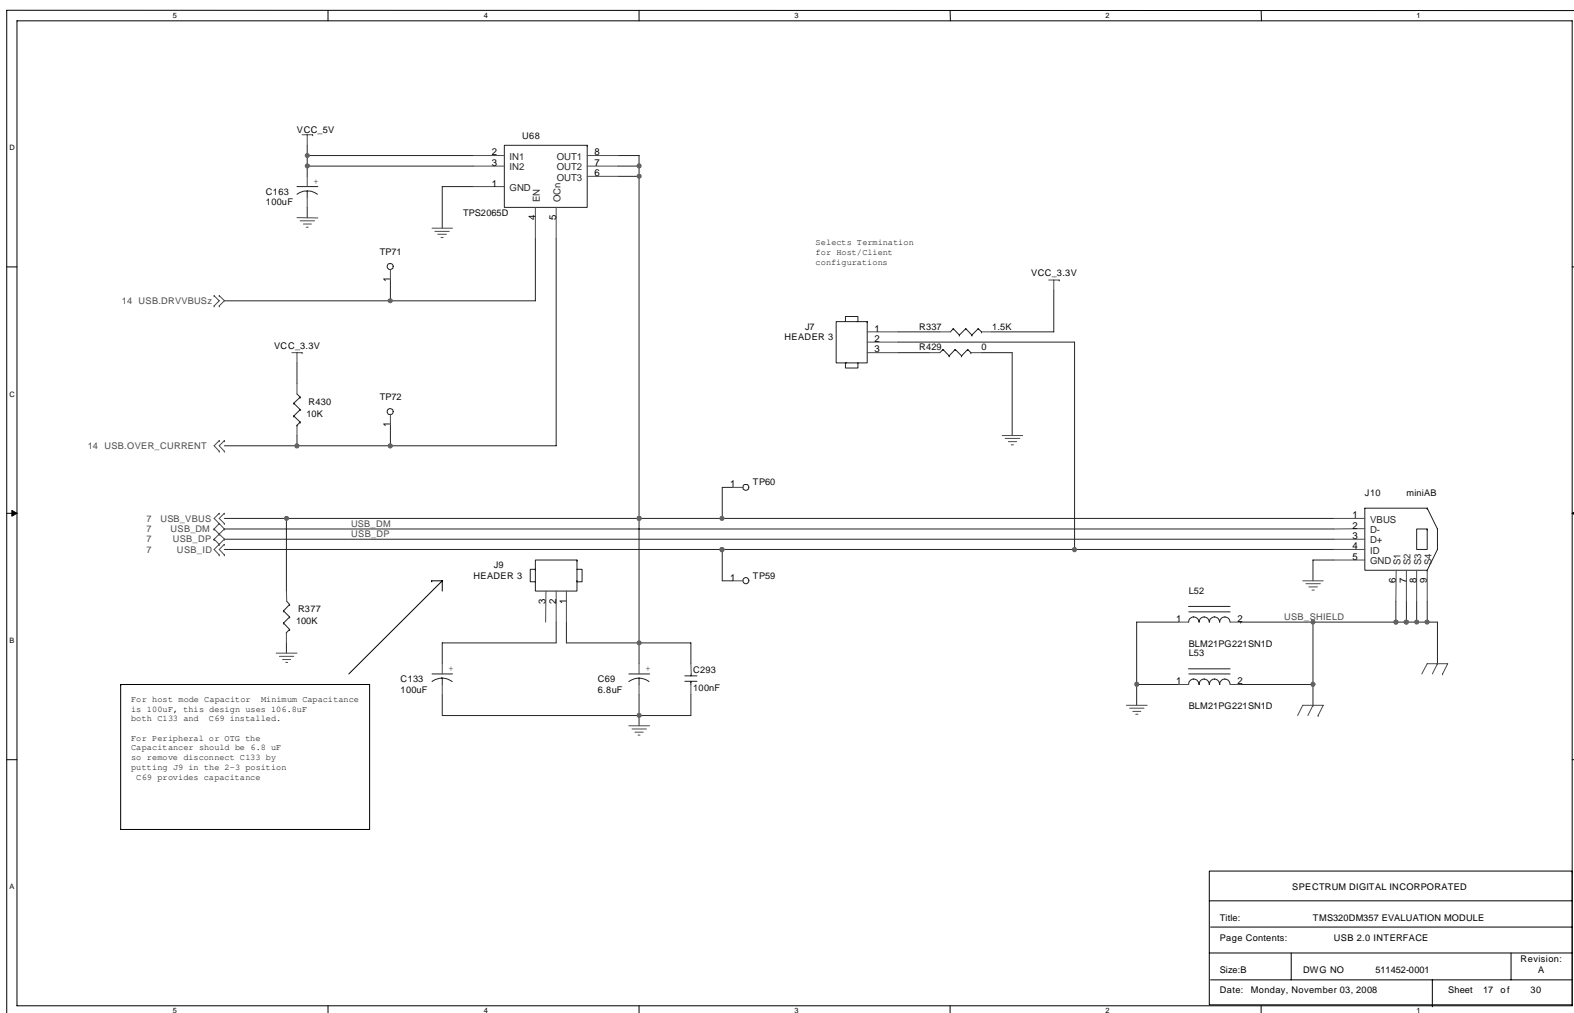 5 4 3 2 1
D
C
B
A
VCC_5V
C163
100uF
U68
2 IN1
3 IN2
1 GND
EN
4
OCn
5
OUT1 8
OUT2 7
OUT3 6
TPS2065D
TP71
1
14 USB.DRVVBUSz
VCC_3.3V
R430
10K
TP72
1
14 USB.OVER_CURRENT
Selects Termination
for Host/Client
configurations
VCC_3.3V
J7
HEADER 3
1
2
3
R337 1.5K
R429 0
7 USB_VBUS
7 USB_DM
7 USB_DP
7 USB_ID
USB_DM
USB_DP
1 TP60
1 TP59
J9
HEADER 3
3 2 1
R377
100K
C133
100uF
+
C69
6.8uF
+
C293
100nF
J10 miniAB
1 VBUS
2 D-
3 D+
4 ID
5 GND
S1 S2 S3 S4
6 7 8 9
L52
1 2
USB_SHIELD
BLM21PG221SN1D
L53
1 2
BLM21PG221SN1D
For host mode Capacitor Minimum Capacitance
is 100uF, this design uses 106.8uF
both C133 and C69 installed.
For Peripheral or OTG the
Capacitancer should be 6.8 uF
so remove disconnect C133 by
putting J9 in the 2-3 position
C69 provides capacitance
SPECTRUM DIGITAL INCORPORATED
Title: TMS320DM357 EVALUATION MODULE
Page Contents: USB 2.0 INTERFACE
Size:B DWG NO 511452-0001 Revision: A
Date: Monday, November 03, 2008 Sheet 17 of 30
5 4 3 2 1